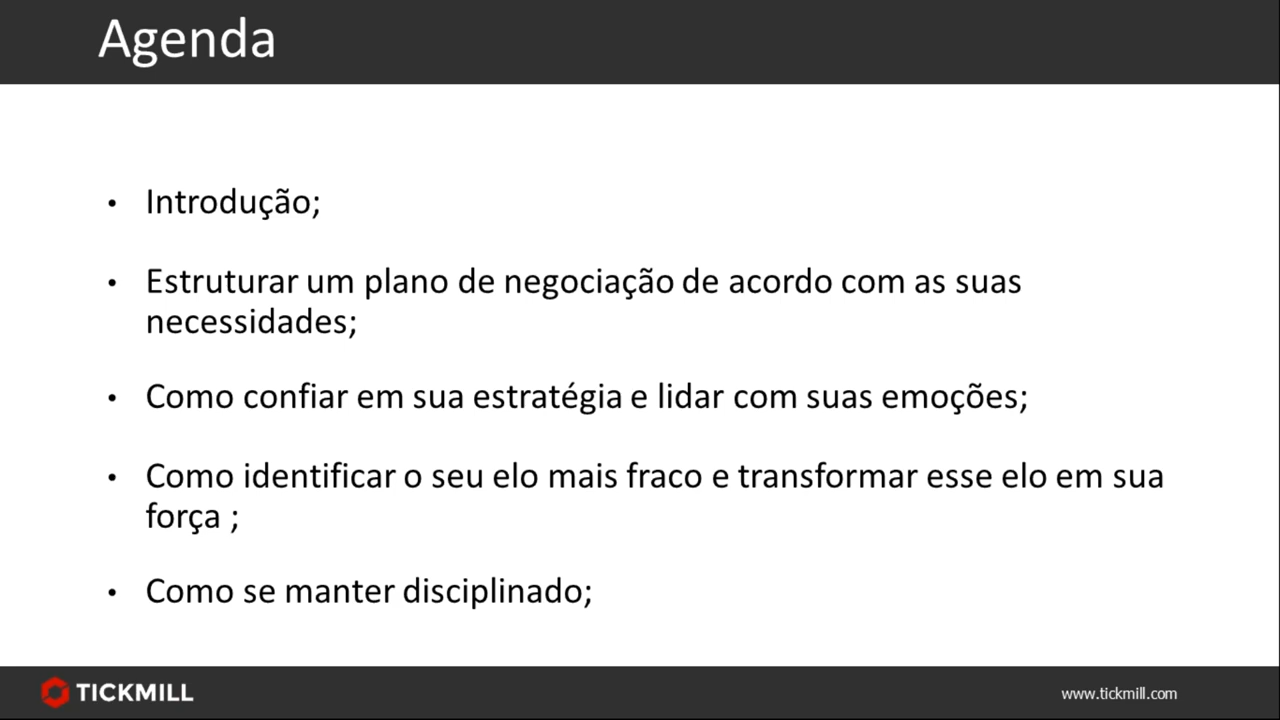 Agenda
• Introdução;
• Estruturar um plano de negociação de acordo com as suas
necessidades;
• Como confiar em sua estratégia e lidar com suas emoções;
• Como identificar o seu elo mais fraco e transformar esse elo em sua
força ;
• Como se manter disciplinado;
TICKMILL
www.tickmill.com